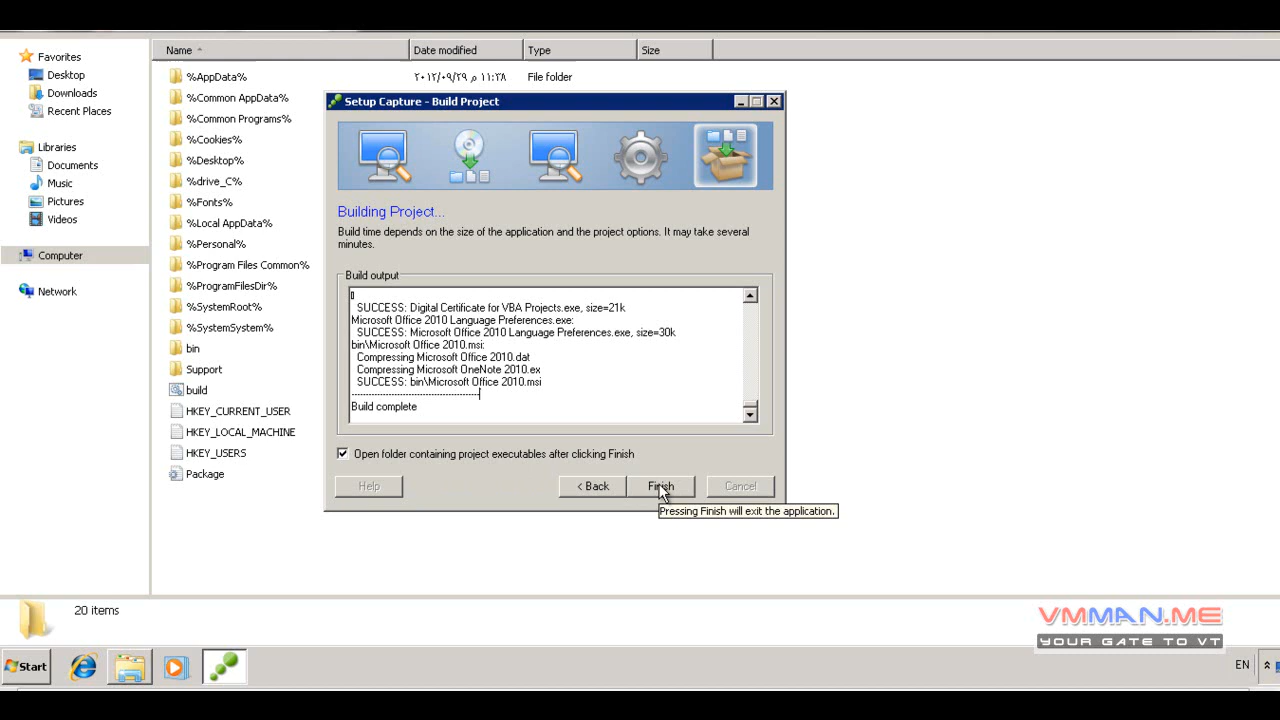 Favorites
Desktop
Downloads
Recent Places
Libraries
Documents
Music
Pictures
Videos
Computer
Network
Name Date modified Type Size
%AppData% ٢٠١٢/٠٩/٢٩ م ١١:٢٨ File folder
%Common AppData%
%Common Programs%
%Cookies%
%Desktop%
%drive_C%
%Fonts%
%Local AppData%
%Personal%
%Program Files Common%
%ProgramFilesDir%
%SystemRoot%
%SystemSystem%
bin
Support
build
HKEY_CURRENT_USER
HKEY_LOCAL_MACHINE
HKEY_USERS
Package
Setup Capture - Build Project
Building Project...
Build time depends on the size of the application and the project options. It may take several
minutes.
Build output
SUCCESS: Digital Certificate for VBA Projects.exe, size=21k
Microsoft Office 2010 Language Preferences.exe:
SUCCESS: Microsoft Office 2010 Language Preferences.exe, size=30k
bin\Microsoft Office 2010.msi:
Compressing Microsoft Office 2010.dat
Compressing Microsoft OneNote 2010.ex
SUCCESS: bin\Microsoft Office 2010.msi
--------------------------------------------
Build complete
Open folder containing project executables after clicking Finish
Help < Back Finish Cancel
Pressing Finish will exit the application.
20 items
VMMAN.ME
YOUR GATE TO VT
Start EN